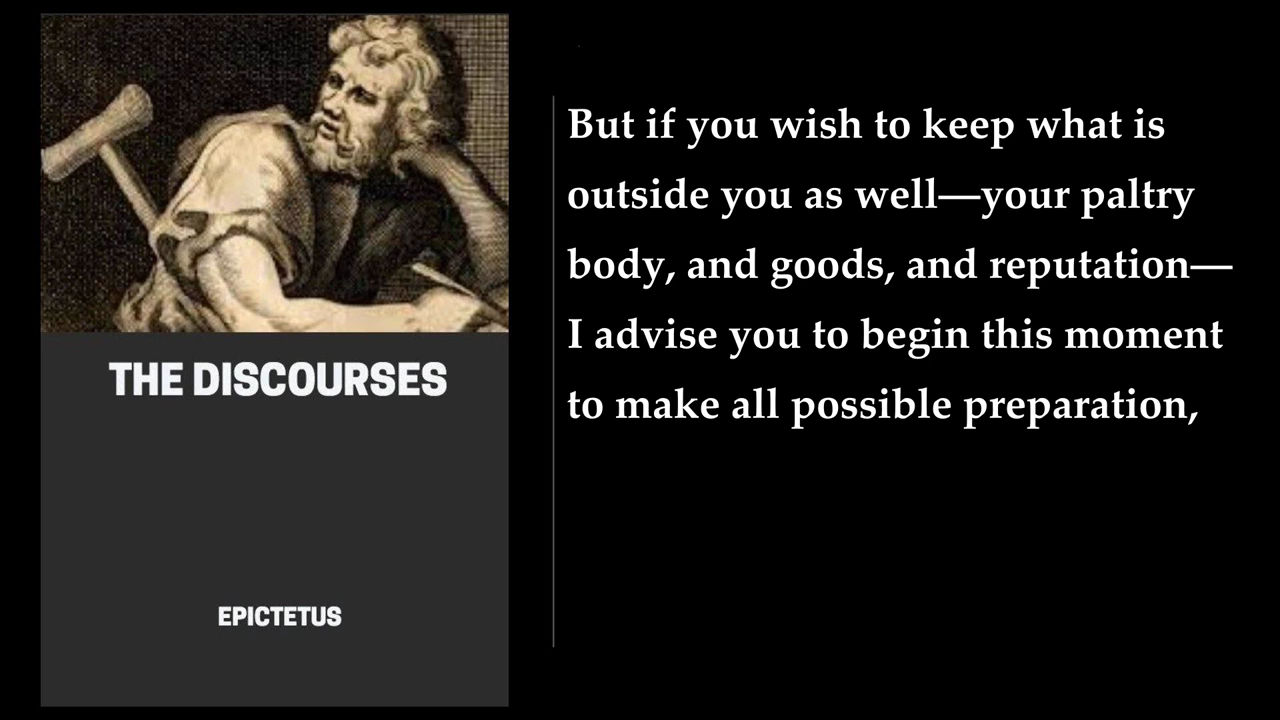 THE DISCOURSES
EPICTETUS
But if you wish to keep what is
outside you as well—your paltry
body, and goods, and reputation—
I advise you to begin this moment
to make all possible preparation,